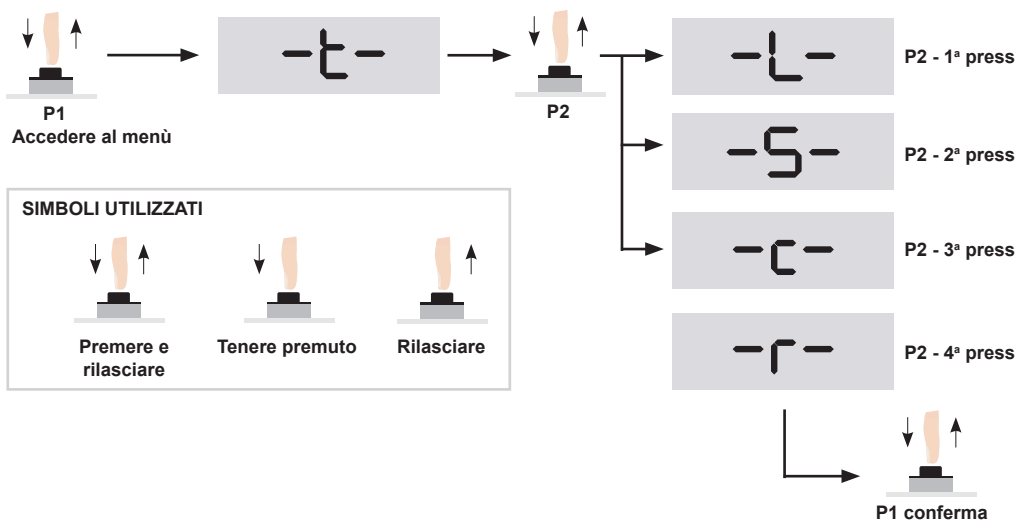 -t-
-L-
P2 - 1ª press
P1
Accedere al menù
P2
-S-
P2 - 2ª press
SIMBOLI UTILIZZATI
-c-
P2 - 3ª press
Premere e
rilasciare
Tenere premuto
Rilasciare
-r-
P2 - 4ª press
P1 conferma